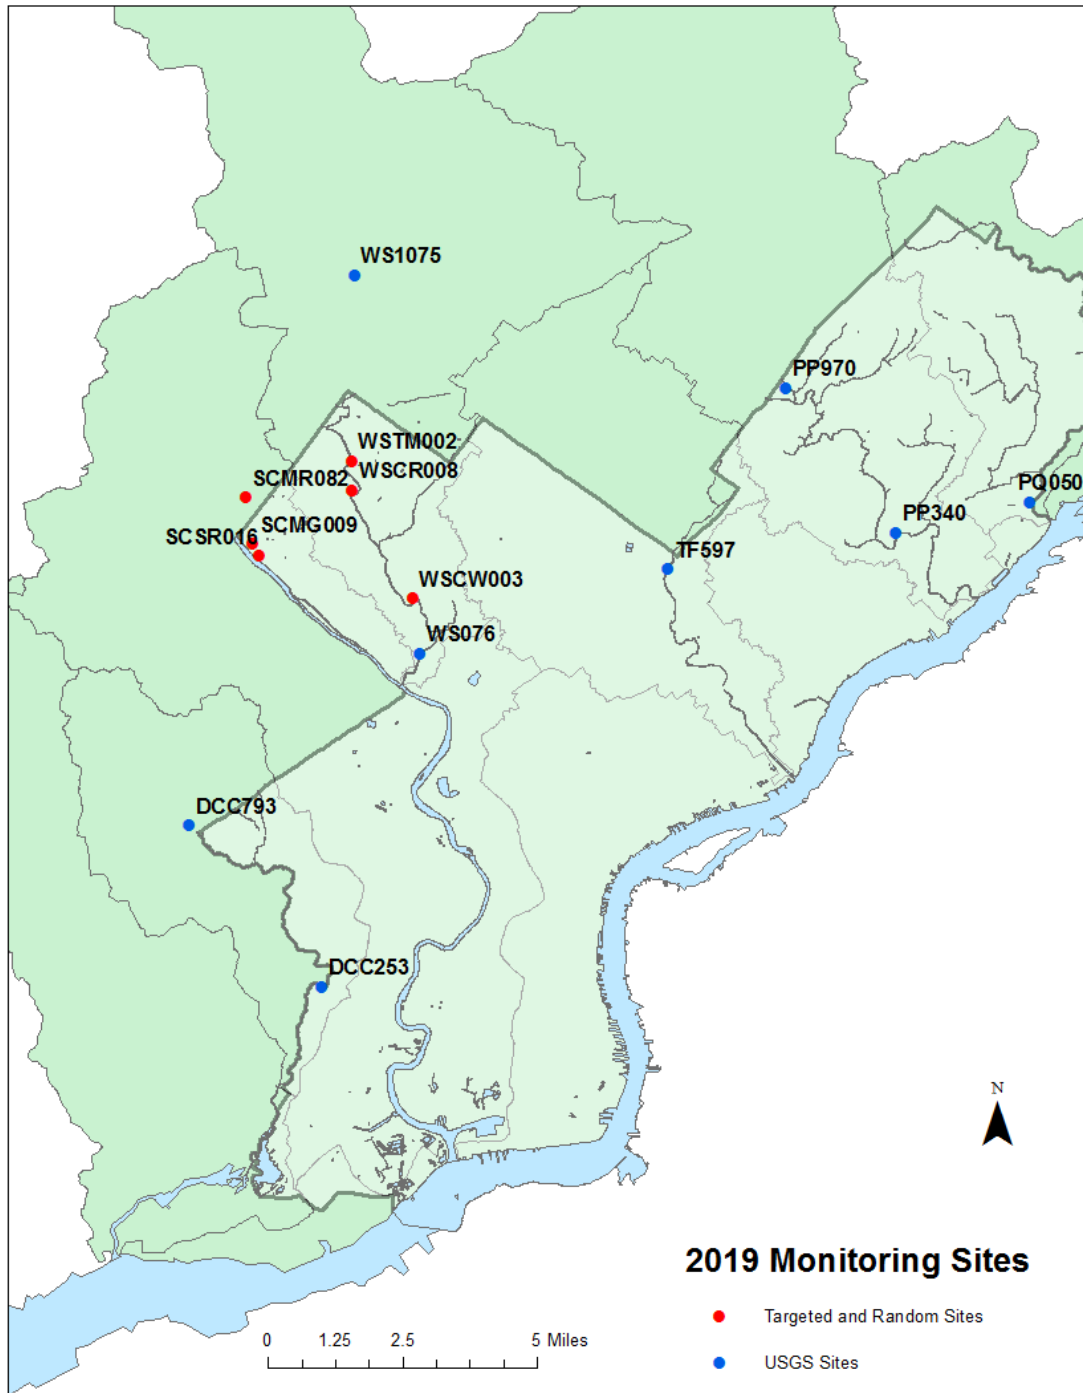 WS1075
PP970
WSTM002
WSCR008
SCMR082
PQ050
SCMG009
PP340
SCSR016
TF597
WSCW003
WS076
DCC793
DCC253
N
2019 Monitoring Sites
Targeted and Random Sites
USGS Sites
0 1.25 2.5 5 Miles